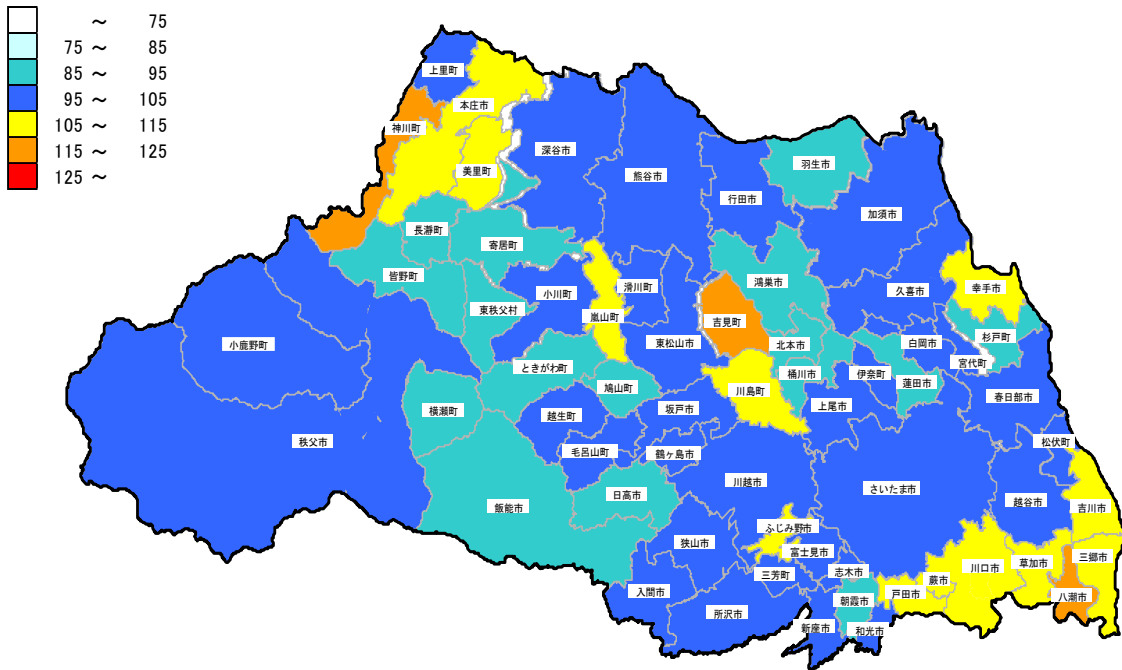 ～ 75
75 ～ 85
85 ～ 95
95 ～ 105
105 ～ 115
115 ～ 125
125 ～
上里町
本庄市
神川町
美里町
深谷市
熊谷市
羽生市
行田市
加須市
長瀞町
寄居町
皆野町
鴻巣市
久喜市
幸手市
小川町
滑川町
東秩父村
嵐山町
吉見町
杉戸町
小鹿野町
東松山市
北本市
白岡市
宮代町
ときがわ町
鳩山町
桶川市
伊奈町
蓮田市
川島町
春日部市
横瀬町
越生町
坂戸市
上尾市
秩父市
松伏町
毛呂山町
鶴ヶ島市
川越市
さいたま市
日高市
越谷市
飯能市
吉川市
ふじみ野市
狭山市
富士見市
三郷市
草加市
川口市
三芳町
志木市
蕨市
入間市
戸田市
八潮市
朝霞市
所沢市
新座市
和光市